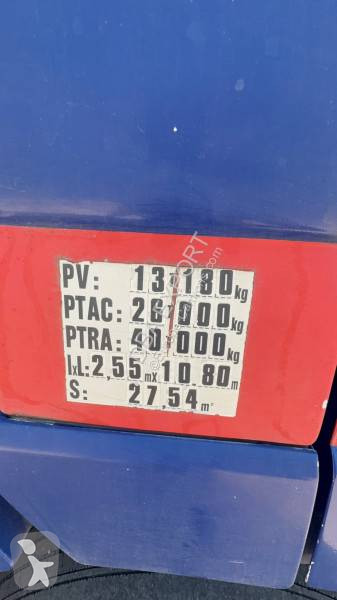 PV: 13 180 kg
PTAC: 26 000 kg
PTRA: 40 000 kg
lxL: 2,55 mx 10.80 m
S: 27,54 m²